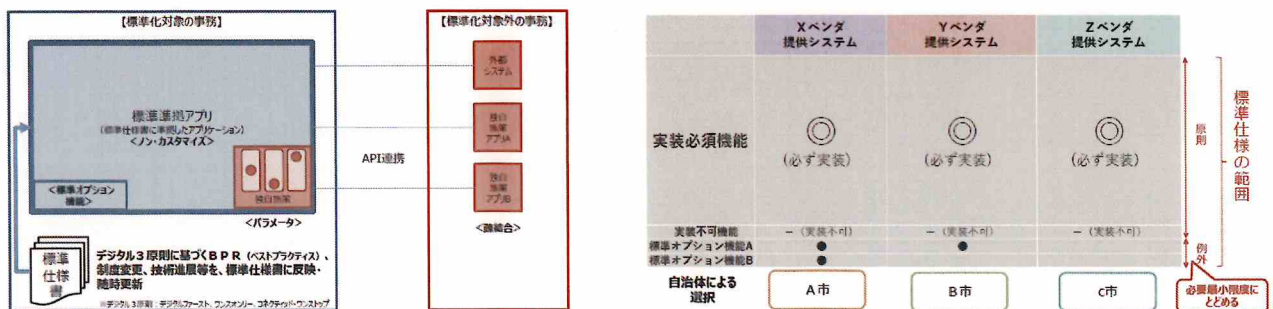 【標準化対象の事務】
標準準拠アプリ
(標準仕様書に準拠したアプリケーション)
<ノン・カスタマイズ>
<標準オプション
機能>
独自施策
<パラメータ>
標準
仕様
書
デジタル3原則に基づくBPR(ベストプラクティス)、
制度変更、技術進展等を、標準仕様書に反映・
随時更新
※デジタル3原則:デジタルファースト、ワンスオンリー、コネクテッド・ワンストップ
API連携
【標準化対象外の事務】
外部
システム
独自
施策
アプリA
独自
施策
アプリB
<疎結合>
Xベンダ
提供システム
Yベンダ
提供システム
Zベンダ
提供システム
実装必須機能
◎
(必ず実装)
◎
(必ず実装)
◎
(必ず実装)
実装不可機能
−(実装不可)
−(実装不可)
−(実装不可)
標準オプション機能A
●
●
標準オプション機能B
●
自治体による
選択
A市
B市
c市
原則
例外
標準仕様の範囲
必要最小限度に
とどめる